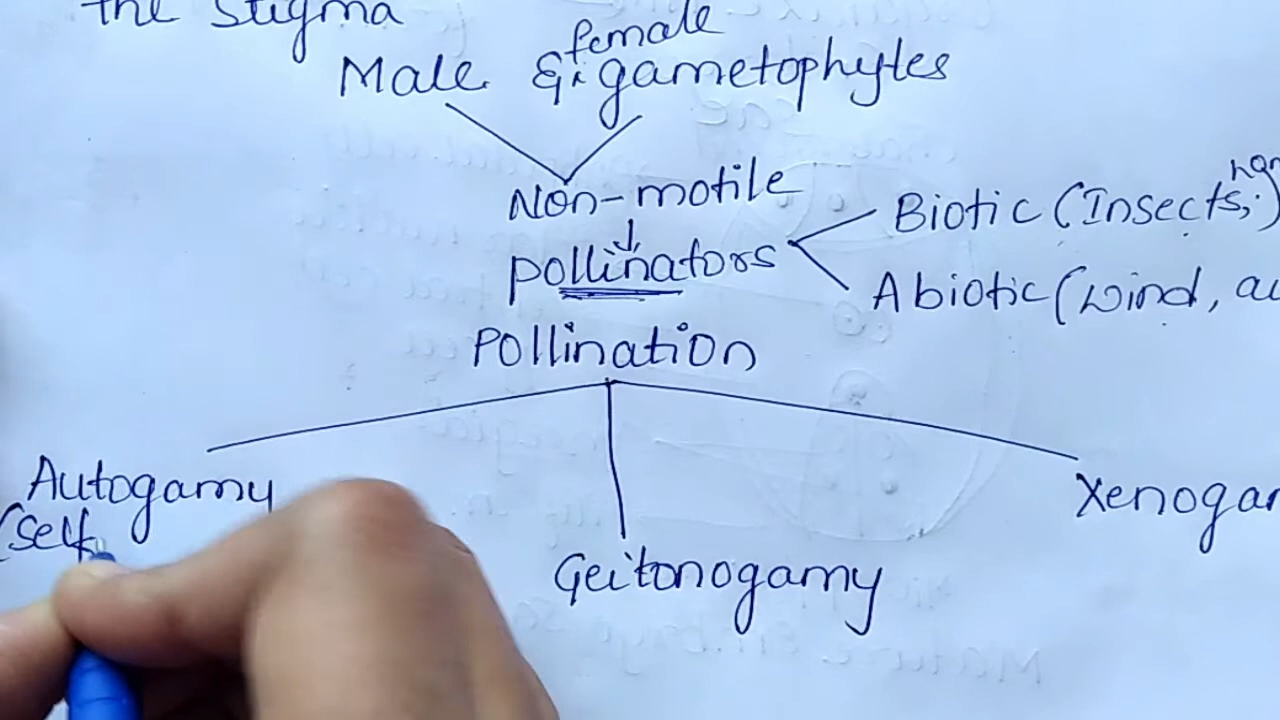 the stigma
female
Male & gametophytes
Non-motile
Biotic (Insects,
pollinators
Abiotic (wind,
Pollination
Autogamy
Xenogam
(self
Geitonogamy